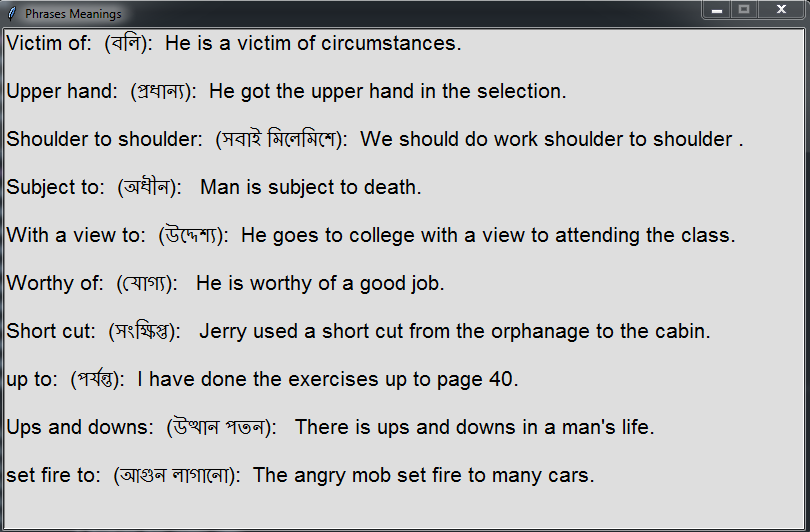 Phrases Meanings
Victim of: (বলি): He is a victim of circumstances.
Upper hand: (প্রধান্য): He got the upper hand in the selection.
Shoulder to shoulder: (সবাই মিলেমিশে): We should do work shoulder to shoulder .
Subject to: (অধীন): Man is subject to death.
With a view to: (উদ্দেশ্য): He goes to college with a view to attending the class.
Worthy of: (যোগ্য): He is worthy of a good job.
Short cut: (সংক্ষিপ্ত): Jerry used a short cut from the orphanage to the cabin.
up to: (পর্যন্ত): I have done the exercises up to page 40.
Ups and downs: (উত্থান পতন): There is ups and downs in a man's life.
set fire to: (আগুন লাগানো): The angry mob set fire to many cars.